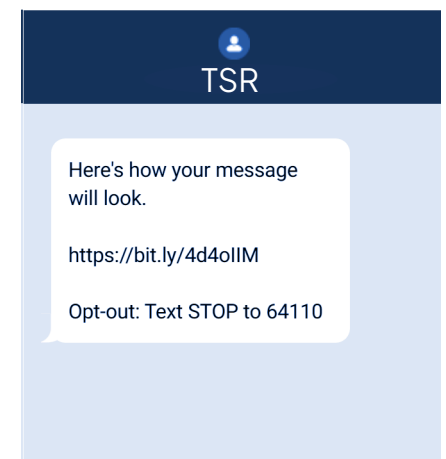 TSR
Here's how your message
will look.
https://bit.ly/4d4oIIM
Opt-out: Text STOP to 64110